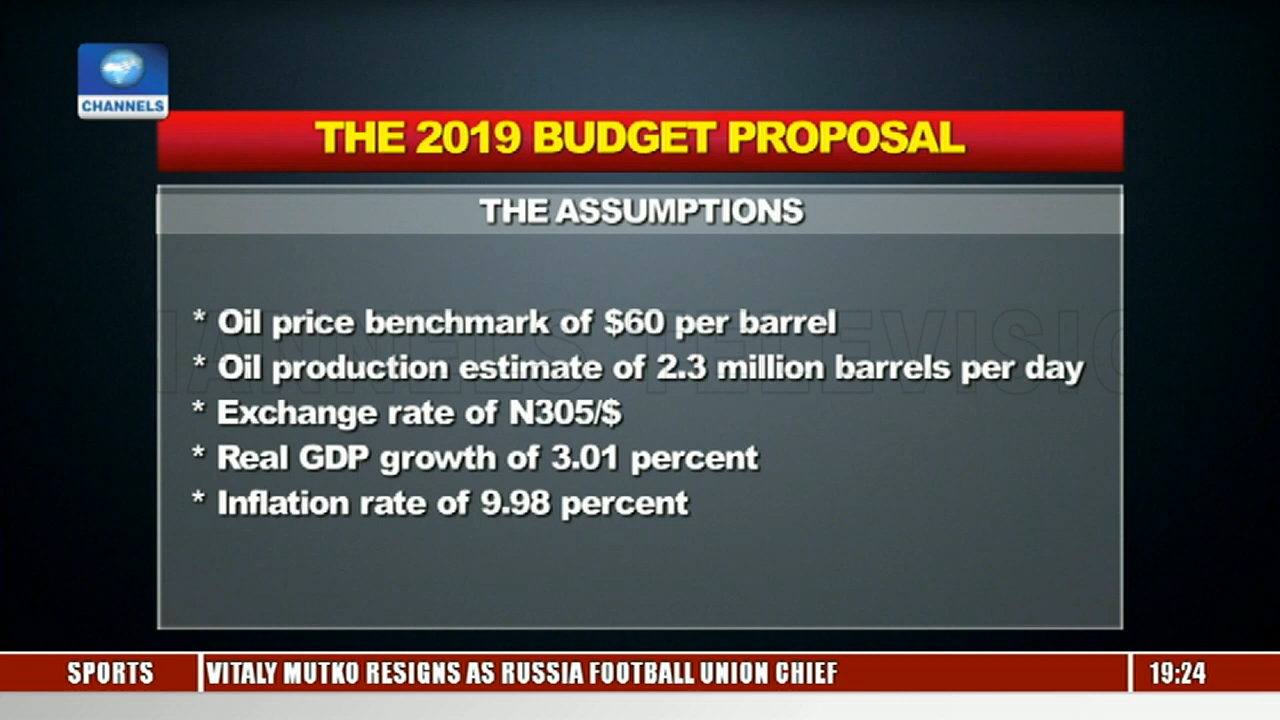 CHANNELS
THE 2019 BUDGET PROPOSAL
THE ASSUMPTIONS
* Oil price benchmark of $60 per barrel
* Oil production estimate of 2.3 million barrels per day
* Exchange rate of N305/$
* Real GDP growth of 3.01 percent
* Inflation rate of 9.98 percent
SPORTS VITALY MUTKO RESIGNS AS RUSSIA FOOTBALL UNION CHIEF 19:24